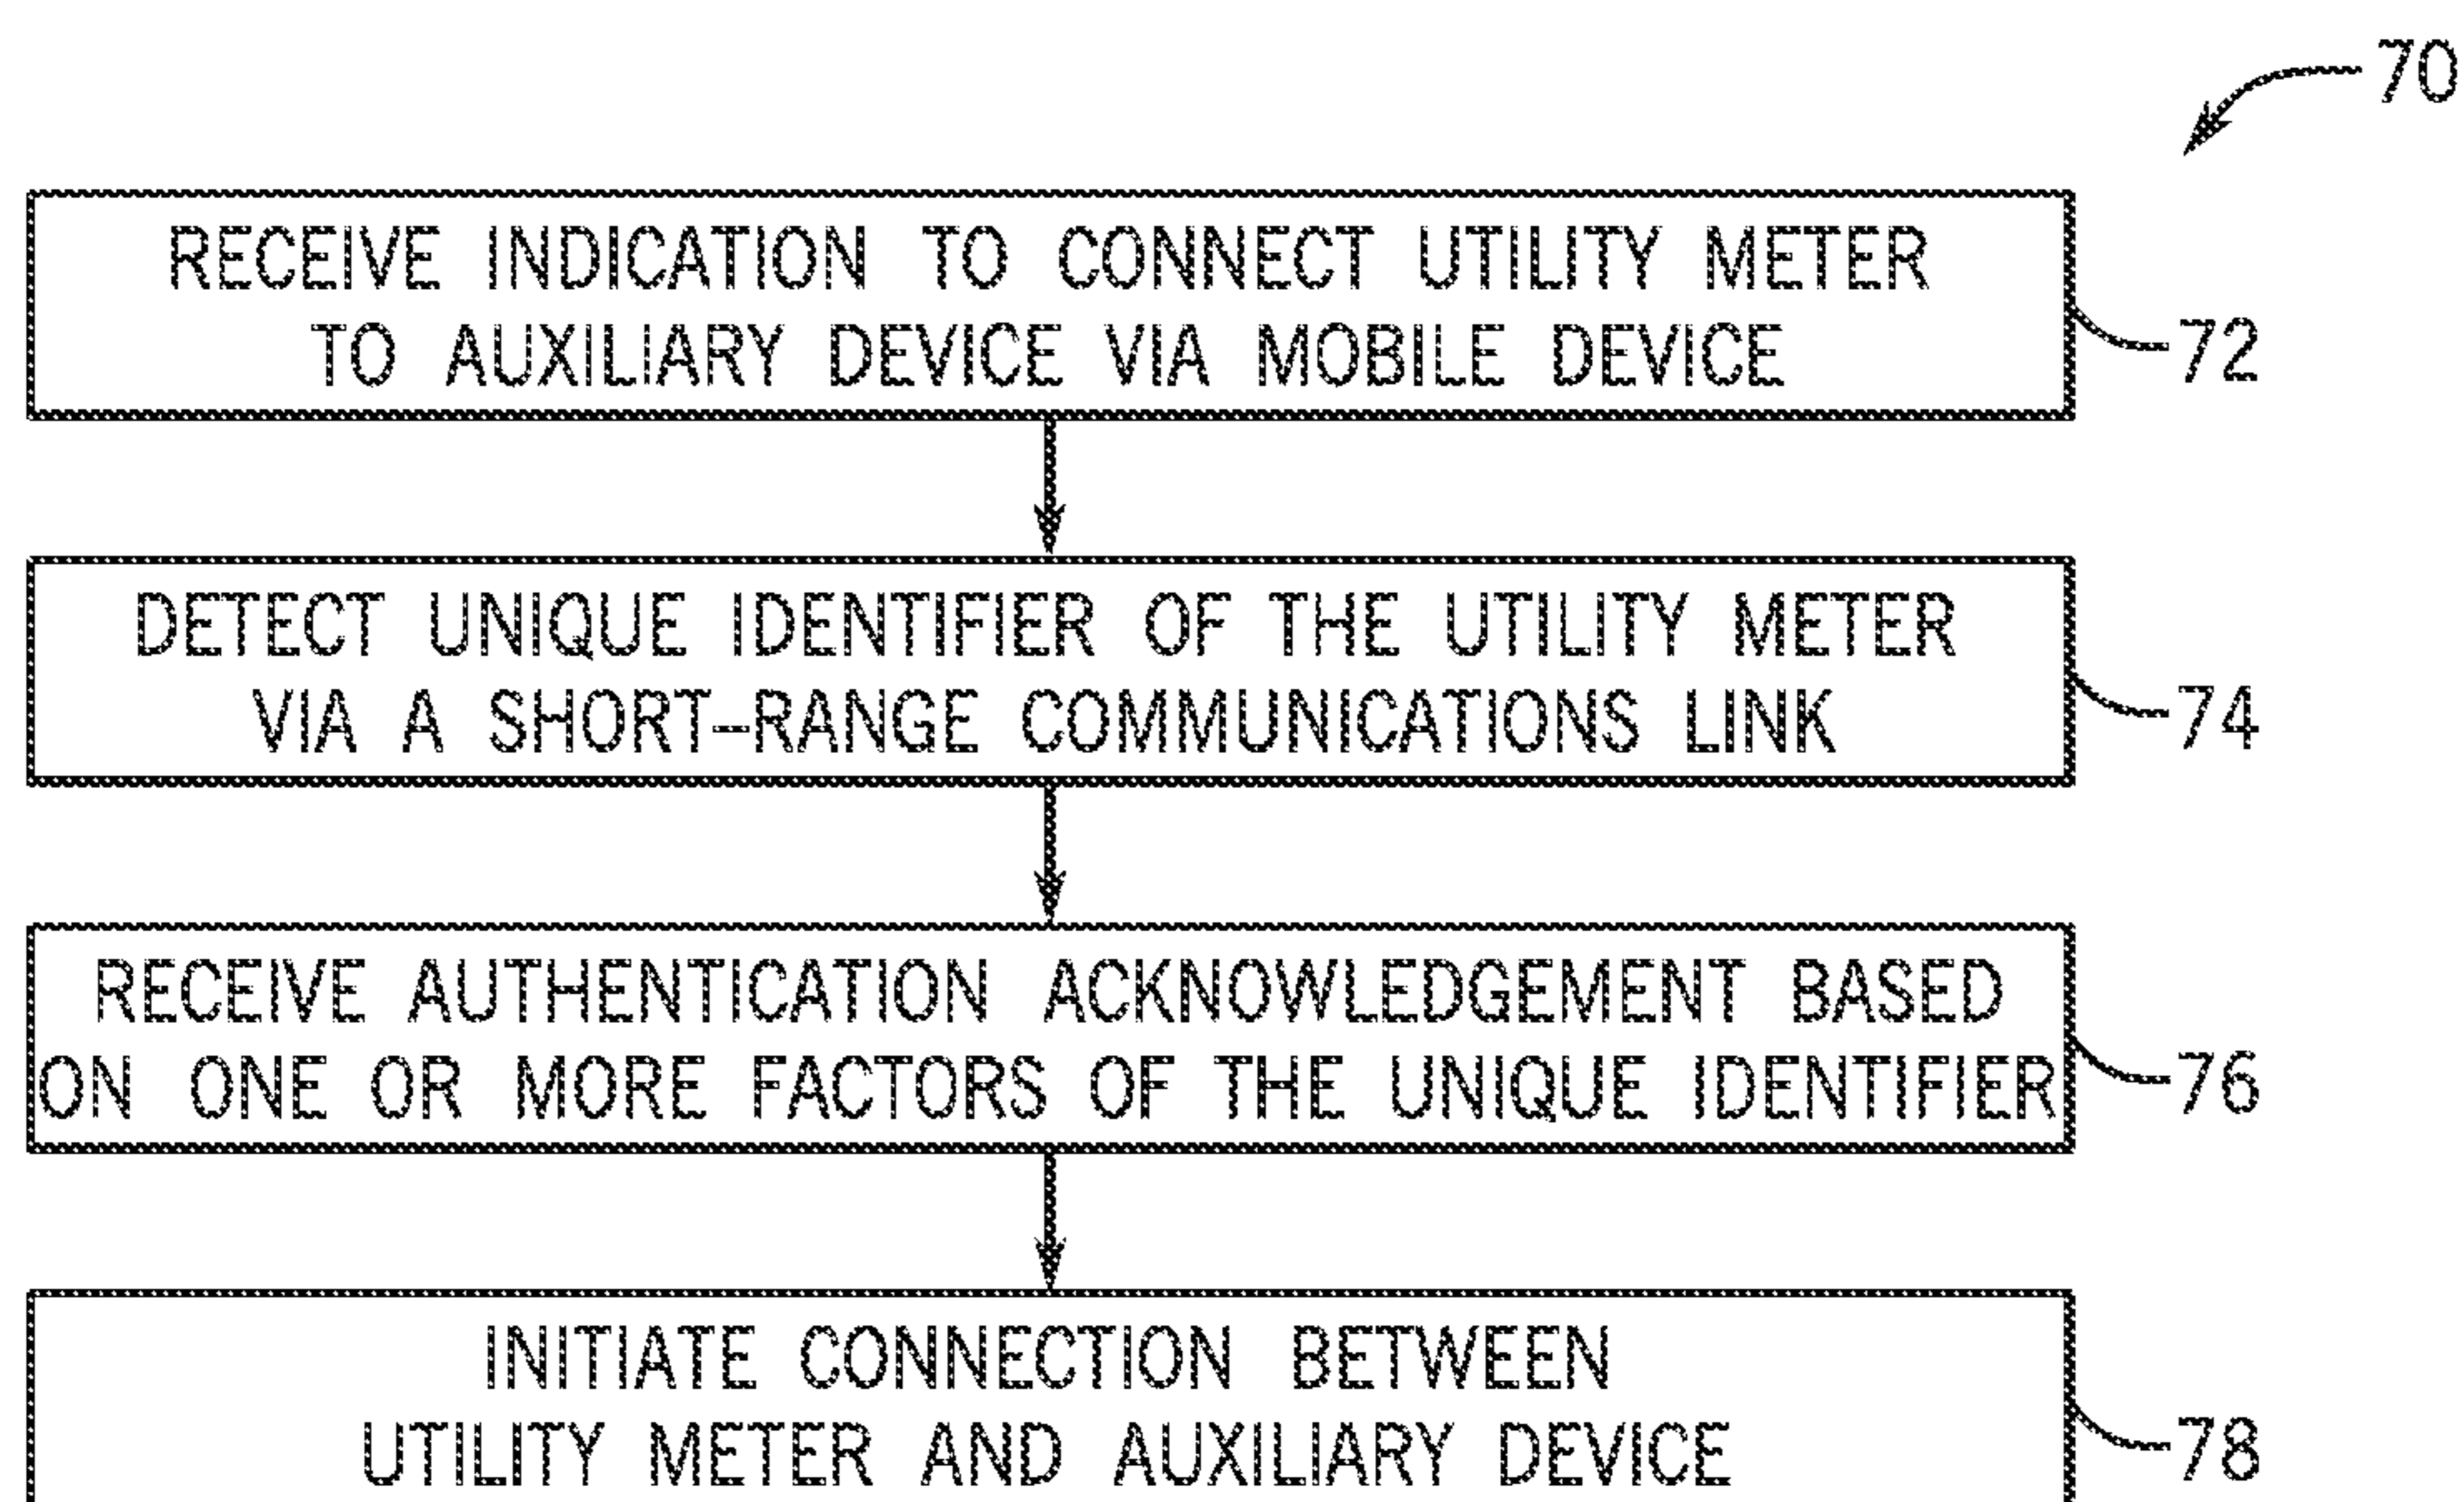 70
RECEIVE INDICATION TO CONNECT UTILITY METER
TO AUXILIARY DEVICE VIA MOBILE DEVICE
72
DETECT UNIQUE IDENTIFIER OF THE UTILITY METER
VIA A SHORT-RANGE COMMUNICATIONS LINK
74
RECEIVE AUTHENTICATION ACKNOWLEDGEMENT BASED
ON ONE OR MORE FACTORS OF THE UNIQUE IDENTIFIER
76
INITIATE CONNECTION BETWEEN
UTILITY METER AND AUXILIARY DEVICE
78